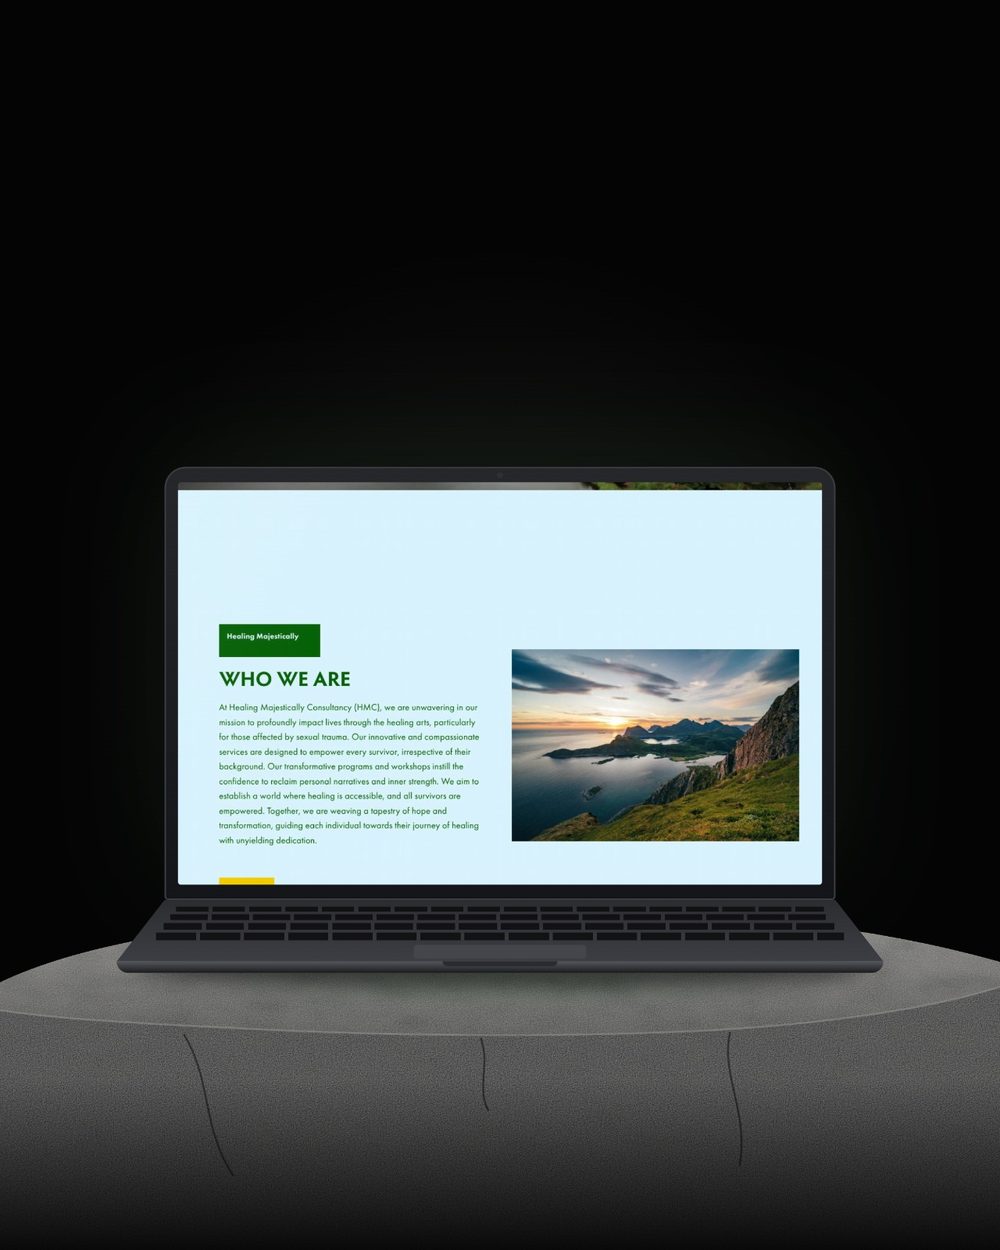 Healing Majestically
WHO WE ARE
At Healing Majestically Consultancy (HMC), we are unwavering in our
mission to profoundly impact lives through the healing arts, particularly
for those affected by sexual trauma. Our innovative and compassionate
services are designed to empower every survivor, irrespective of their
background. Our transformative programs and workshops instill the
confidence to reclaim personal narratives and inner strength. We aim to
establish a world where healing is accessible, and all survivors are
empowered. Together, we are weaving a tapestry of hope and
transformation, guiding each individual towards their journey of healing
with unyielding dedication.